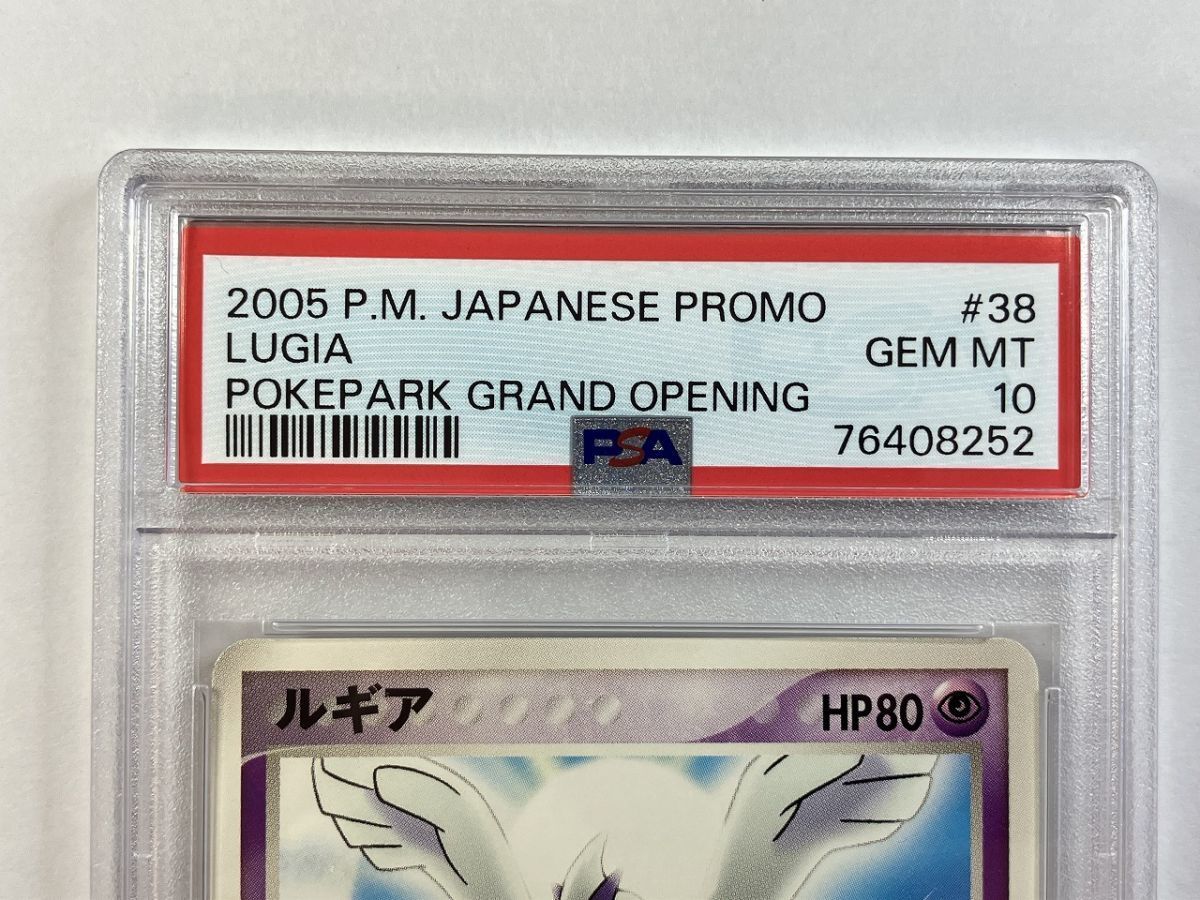 2005 P.M. JAPANESE PROMO #38
LUGIA GEM MT
POKEPARK GRAND OPENING 10
PSA 76408252
ルギア HP80